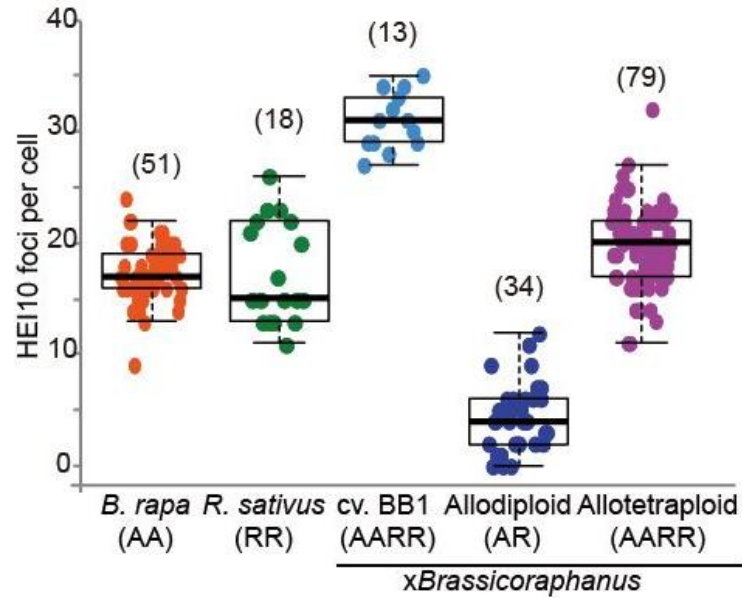 40
(13)
(79)
(18)
30
(51)
20
(34)
10
0
HEI10 foci per cell
B. rapa R. sativus cv. BB1 Allodiploid Allotetraploid
(AA) (RR) (AARR) (AR) (AARR)
xBrassicoraphanus